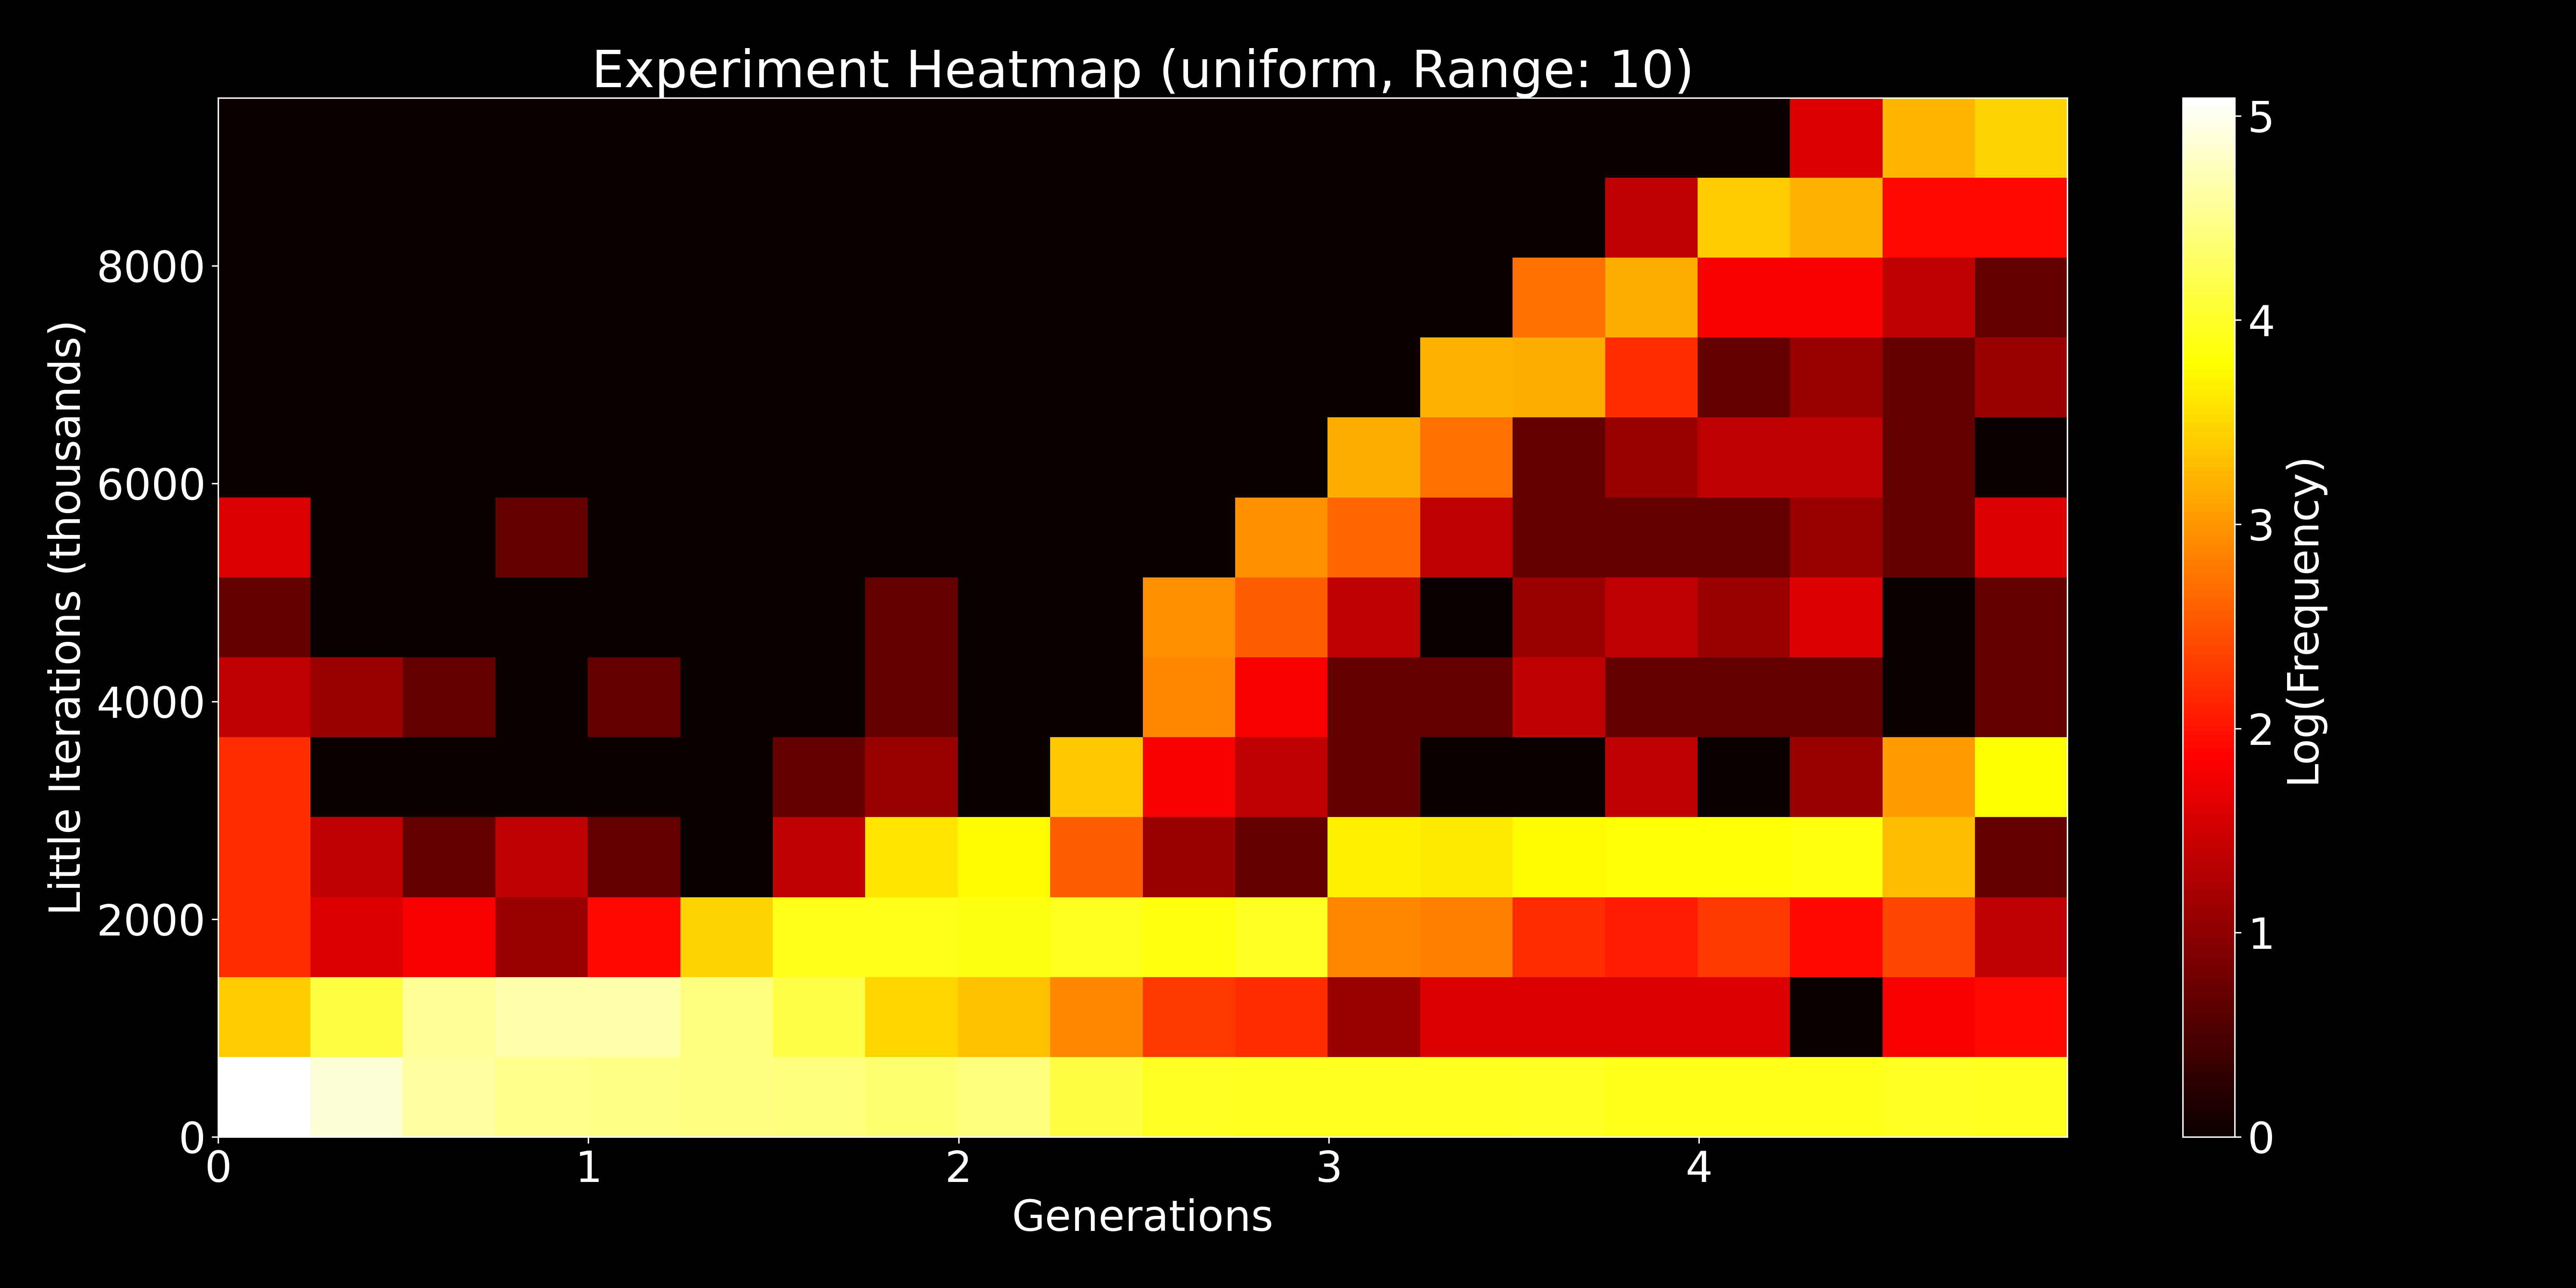 Experiment Heatmap (uniform, Range: 10)
Little Iterations (thousands)
8000
6000
4000
2000
0
0 1 2 3 4
Generations
5
4
3
2
1
0
Log(Frequency)